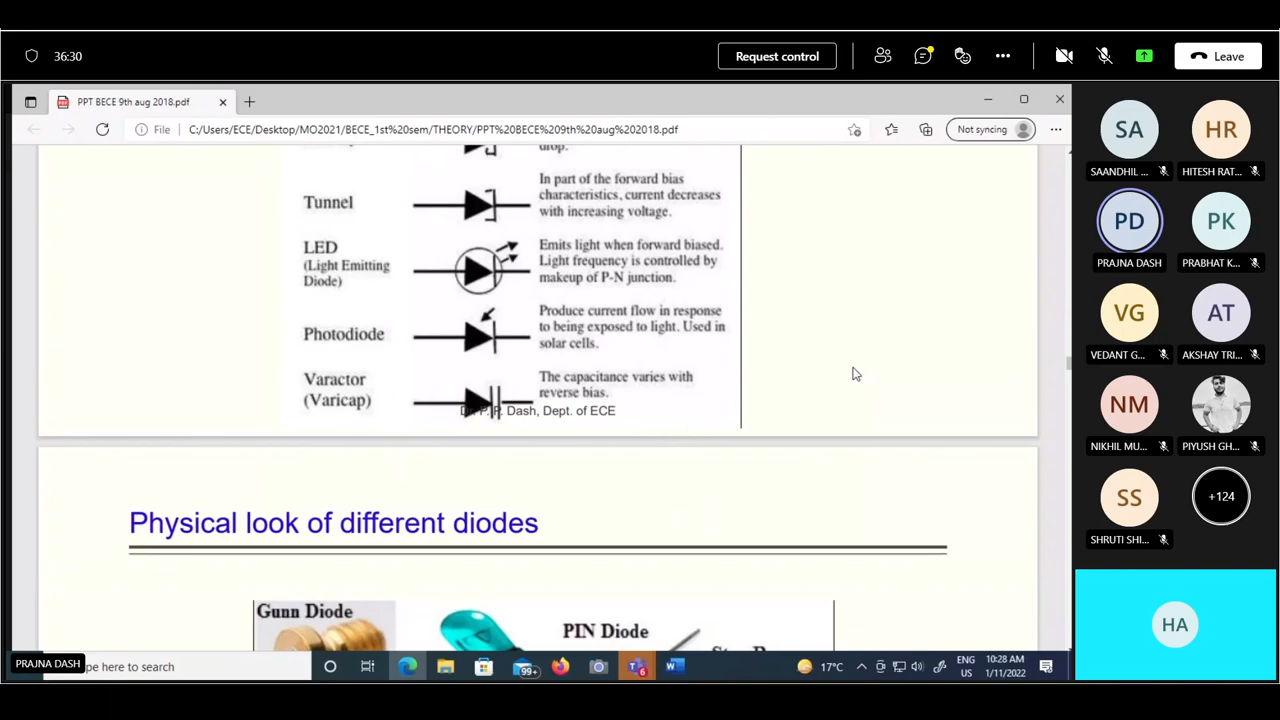 36:30
Request control
Leave
PPT BECE 9th aug 2018.pdf
File
C:/Users/ECE/Desktop/MO2021/BECE_1st%20sem/THEORY/PPT%20BECE%209th%20aug%202018.pdf
Not syncing
drop.
Tunnel
In part of the forward bias
characteristics, current decreases
with increasing voltage.
LED
(Light Emitting
Diode)
Emits light when forward biased.
Light frequency is controlled by
makeup of P-N junction.
Photodiode
Produce current flow in response
to being exposed to light. Used in
solar cells.
Varactor
(Varicap)
The capacitance varies with
reverse bias.
P. R. Dash, Dept. of ECE
Physical look of different diodes
Gunn Diode
PIN Diode
SA
SAANDHIL ...
HR
HITESH RAT...
PD
PRAJNA DASH
PK
PRABHAT K...
VG
VEDANT G...
AT
AKSHAY TRI...
NM
NIKHIL MU...
PIYUSH GH...
SS
SHRUTI SHI...
+124
HA
PRAJNA DASH
pe here to search
99+
6
17°C
ENG
US
10:28 AM
1/11/2022